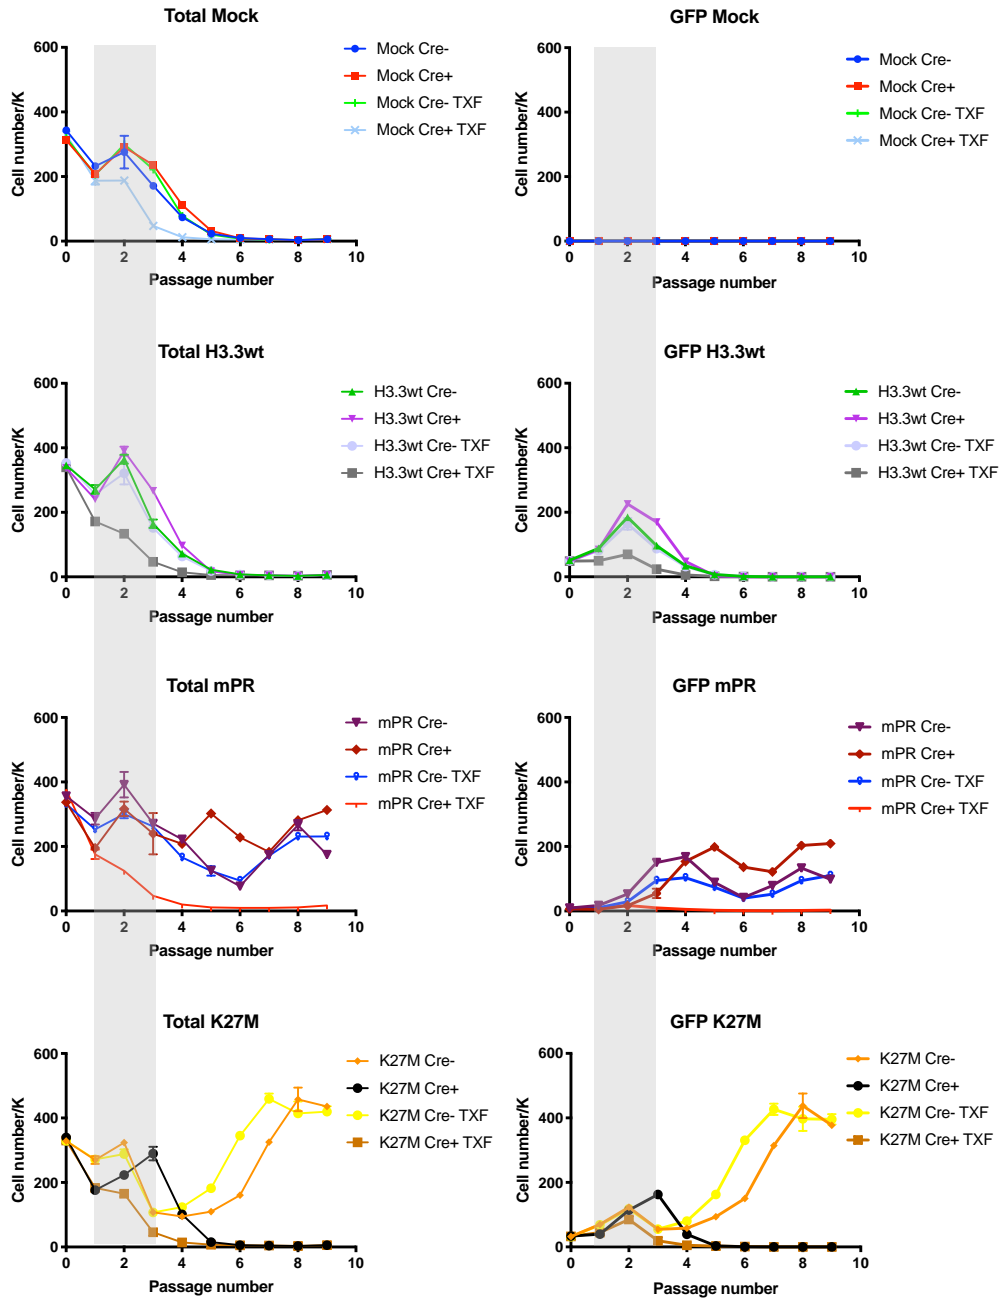 Total Mock
600
400
200
0
0 2 4 6 8 10
Cell number/K
Passage number
Mock Cre-
Mock Cre+
Mock Cre- TXF
Mock Cre+ TXF
GFP Mock
600
400
200
0
0 2 4 6 8 10
Cell number/K
Passage number
Mock Cre-
Mock Cre+
Mock Cre- TXF
Mock Cre+ TXF
Total H3.3wt
600
400
200
0
0 2 4 6 8 10
Cell number/K
Passage number
H3.3wt Cre-
H3.3wt Cre+
H3.3wt Cre- TXF
H3.3wt Cre+ TXF
GFP H3.3wt
600
400
200
0
0 2 4 6 8 10
Cell number/K
Passage number
H3.3wt Cre-
H3.3wt Cre+
H3.3wt Cre- TXF
H3.3wt Cre+ TXF
Total mPR
600
400
200
0
0 2 4 6 8 10
Cell number/K
Passage number
mPR Cre-
mPR Cre+
mPR Cre- TXF
mPR Cre+ TXF
GFP mPR
600
400
200
0
0 2 4 6 8 10
Cell number/K
Passage number
mPR Cre-
mPR Cre+
mPR Cre- TXF
mPR Cre+ TXF
Total K27M
600
400
200
0
0 2 4 6 8 10
Cell number/K
Passage number
K27M Cre-
K27M Cre+
K27M Cre- TXF
K27M Cre+ TXF
GFP K27M
600
400
200
0
0 2 4 6 8 10
Cell number/K
Passage number
K27M Cre-
K27M Cre+
K27M Cre- TXF
K27M Cre+ TXF